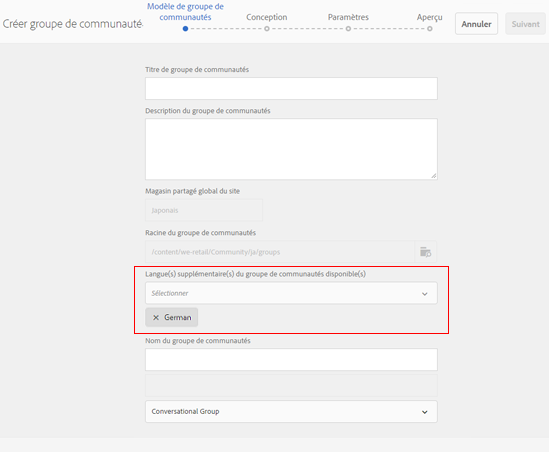 Créer groupe de communauté
Modèle de groupe de
communautés
Conception
Paramètres
Aperçu
Annuler
Suivant
Titre de groupe de communautés
Description du groupe de communautés
Magasin partagé global du site
Japonais
Racine du groupe de communautés
/content/we-retail/Community/ja/groups
Langue(s) supplémentaire(s) du groupe de communautés disponible(s)
Sélectionner
× German
Nom du groupe de communautés
Conversational Group